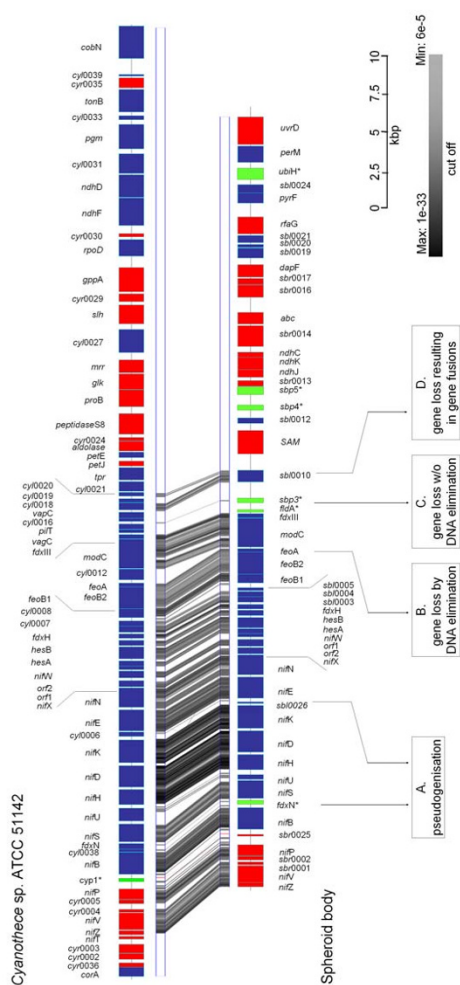 Cyanothece sp. ATCC 51142
corA
cyr0036
cyr0002
cyr0003
nifT
nifZ
nifV
cyr0004
cyr0005
nifP
cyp1*
nifB
cyl0038
fdxN
nifS
nifU
nifH
nifD
nifK
cyl0006
nifE
nifN
nifX
orf1
orf2
nifW
hesA
hesB
fdxH
cyl0007
cyl0008
feoB1
feoB2
feoA
cyl0012
modC
fdxIII
vagC
pilT
cyl0016
vapC
cyl0018
cyl0019
cyl0020
cyl0021
tpr
petJ
petE
aldolase
cyr0024
peptidaseS8
proB
glk
mrr
cyl0027
slh
cyr0029
gppA
rpoD
cyr0030
ndhF
ndhD
cyl0031
pgm
cyl0033
tonB
cyr0035
cyl0039
cobN
Spheroid body
nifZ
nifV
sbr0001
sbr0002
nifP
sbr0025
nifB
fdxN*
nifS
nifU
nifH
nifD
nifK
sbl0026
nifE
nifN
nifX
orf2
orf1
nifW
hesA
hesB
fdxH
sbl0003
sbl0004
sbl0005
feoB1
feoB2
feoA
modC
fdxIII
fldA*
sbp3*
sbl0010
SAM
sbl0012
sbp4*
sbp5*
sbr0013
ndhJ
ndhK
ndhC
sbr0014
abc
sbr0016
sbr0017
dapF
sbl0019
sbl0020
sbl0021
rfaG
pyrF
sbl0024
ubiH*
perM
uvrD
A.
pseudogenisation
B.
gene loss by
DNA elimination
C.
gene loss w/o
DNA elimination
D.
gene loss resulting
in gene fusions
0 2.5 5 7.5 10
kbp
Max: 1e-33 Min: 6e-5
cut off